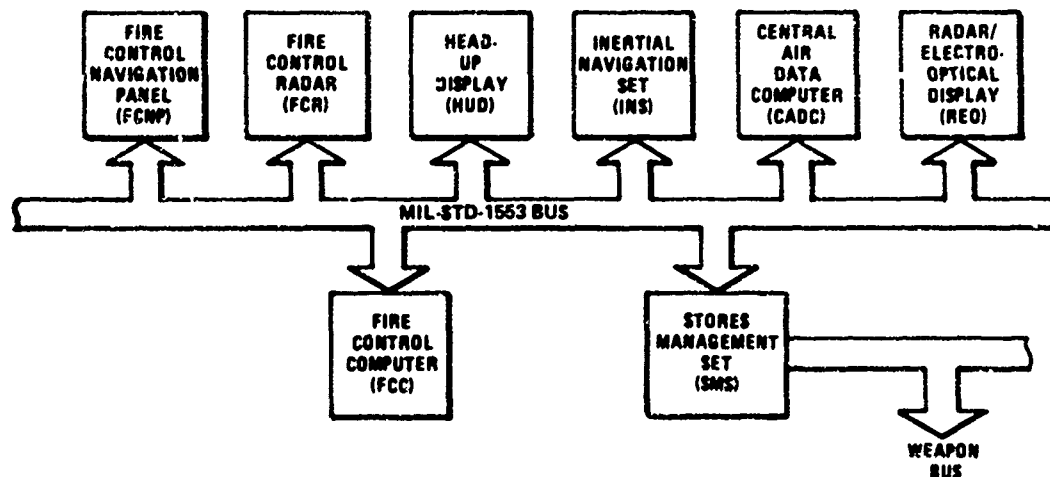 FIRE
CONTROL
NAVIGATION
PANEL
(FCNP)
FIRE
CONTROL
RADAR
(FCR)
HEAD-
UP
DISPLAY
(HUD)
INERTIAL
NAVIGATION
SET
(INS)
CENTRAL
AIR
DATA
COMPUTER
(CADC)
RADAR/
ELECTRO-
OPTICAL
DISPLAY
(REO)
MIL-STD-1553 BUS
FIRE
CONTROL
COMPUTER
(FCC)
STORES
MANAGEMENT
SET
(SMS)
WEAPON
BUS